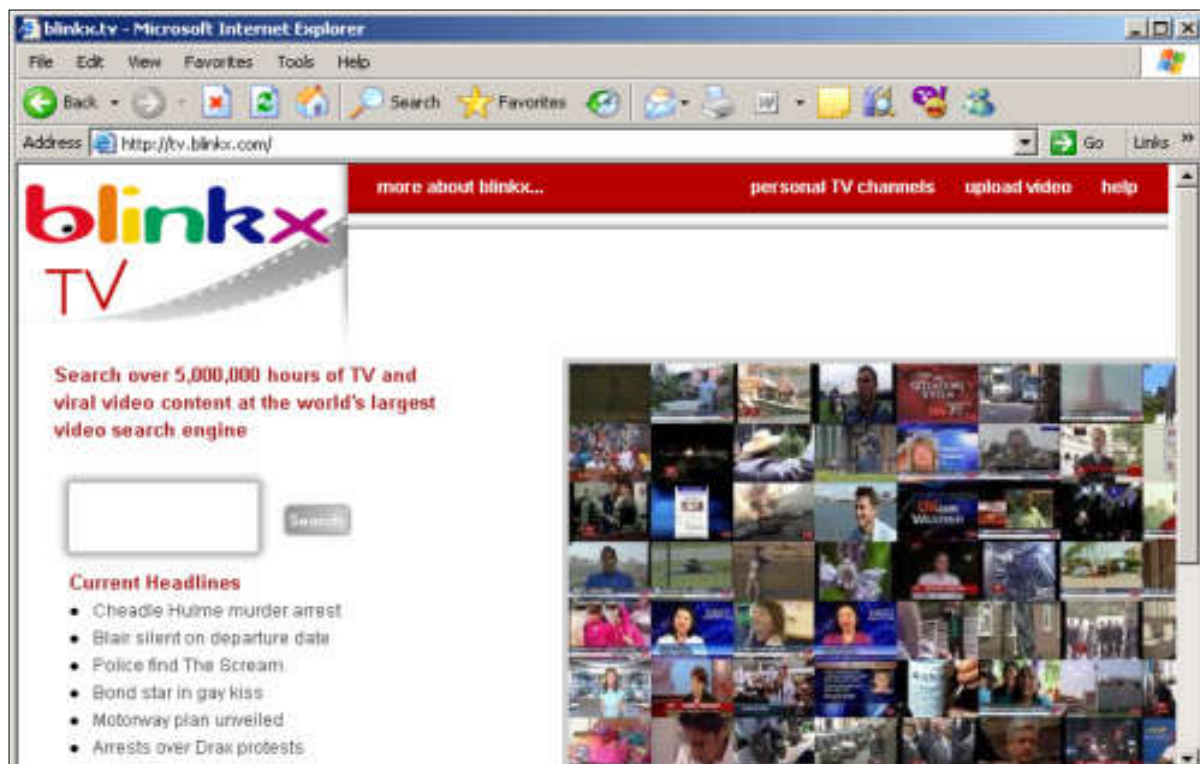 blinkx.tv - Microsoft Internet Explorer
File Edit View Favorites Tools Help
Back Search Favorites
Address http://tv.blinkx.com/ Go Links »
blinkx
TV
more about blinkx... personal TV channels upload video help
Search over 5,000,000 hours of TV and
viral video content at the world's largest
video search engine
Search
Current Headlines
• Cheadle Hulme murder arrest
• Blair silent on departure date
• Police find The Scream
• Bond star in gay kiss
• Motorway plan unveiled
• Arrests over Drax protests